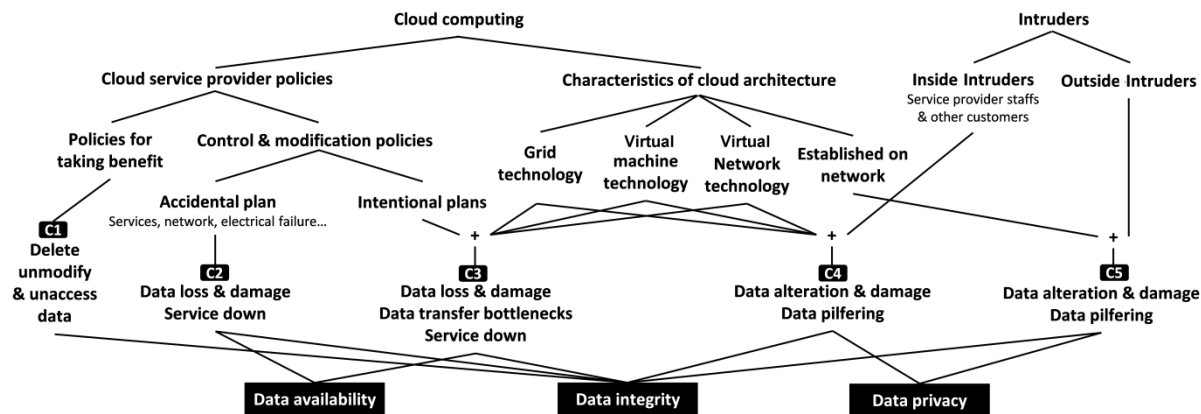 Cloud computing
Intruders
Cloud service provider policies
Characteristics of cloud architecture
Inside Intruders
Service provider staffs
& other customers
Outside Intruders
Policies for
taking benefit
Control & modification policies
Grid
technology
Virtual
machine
technology
Virtual
Network
technology
Established on
network
Accidental plan
Services, network, electrical failure...
Intentional plans
+
+
+
C1
Delete
unmodify
& unaccess
data
C2
Data loss & damage
Service down
C3
Data loss & damage
Data transfer bottlenecks
Service down
C4
Data alteration & damage
Data pilfering
C5
Data alteration & damage
Data pilfering
Data availability
Data integrity
Data privacy